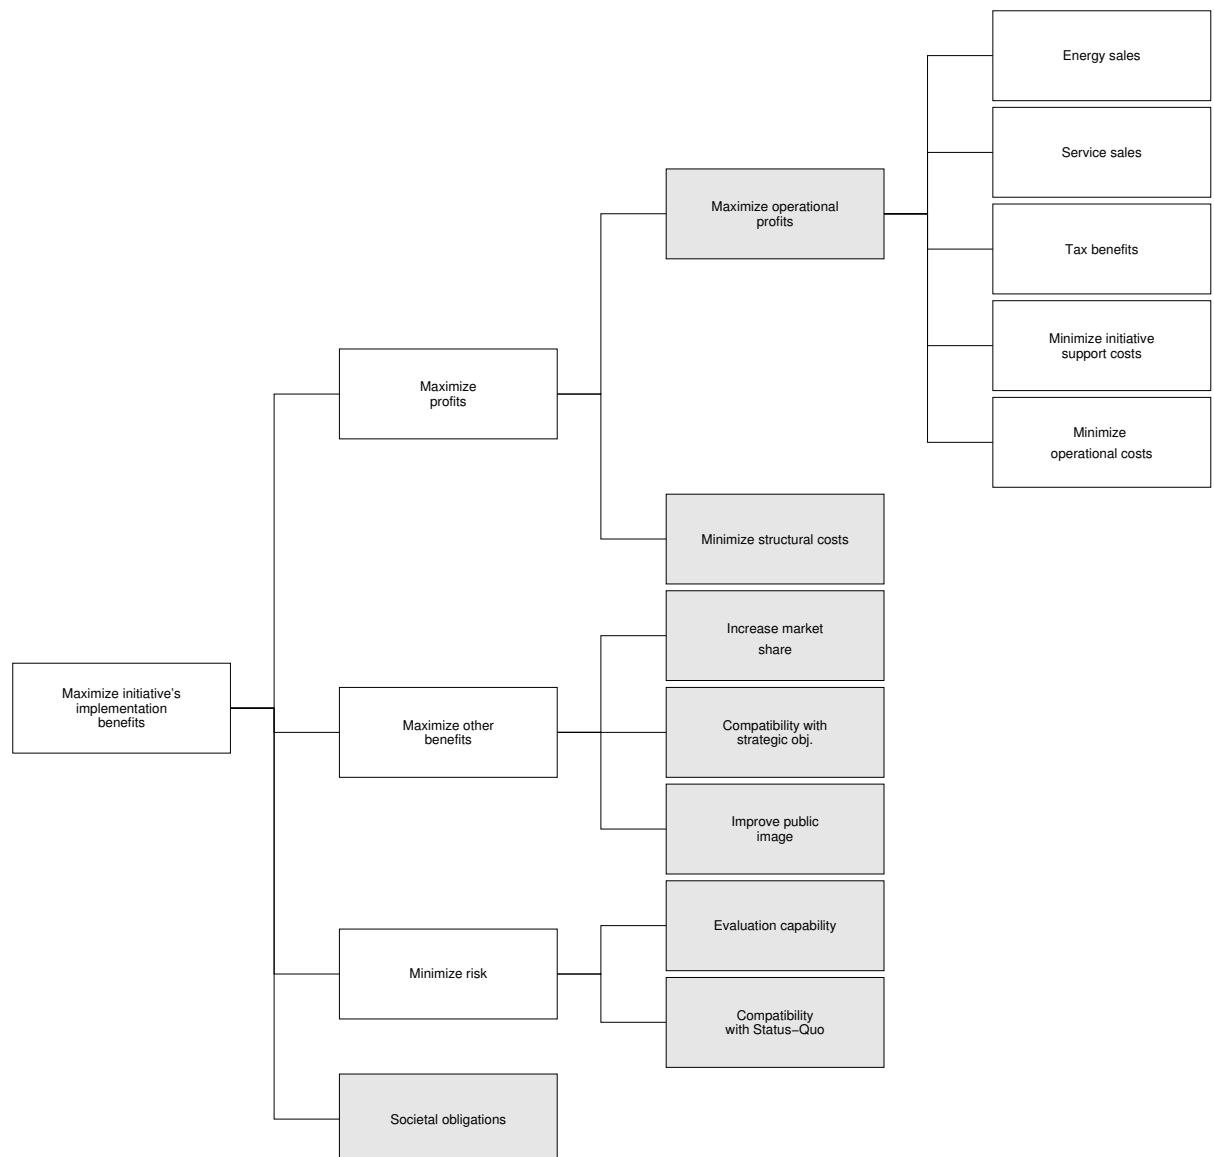 Energy sales
Service sales
Maximize operational
profits
Tax benefits
Minimize initiative
support costs
Maximize
profits
Minimize
operational costs
Minimize structural costs
Increase market
share
Maximize initiative's
implementation
benefits
Maximize other
benefits
Compatibility with
strategic obj.
Improve public
image
Evaluation capability
Minimize risk
Compatibility
with Status−Quo
Societal obligations